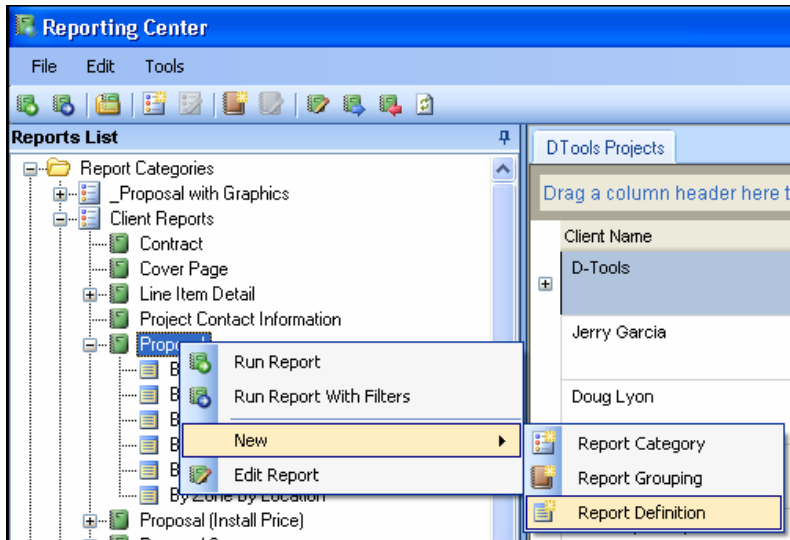 Reporting Center
File Edit Tools
Reports List
Report Categories
_Proposal with Graphics
Client Reports
Contract
Cover Page
Line Item Detail
Project Contact Information
Proposal
By Zone By Location
Proposal (Install Price)
Run Report
Run Report With Filters
New
Edit Report
Report Category
Report Grouping
Report Definition
DTools Projects
Drag a column header here t
Client Name
D-Tools
Jerry Garcia
Doug Lyon